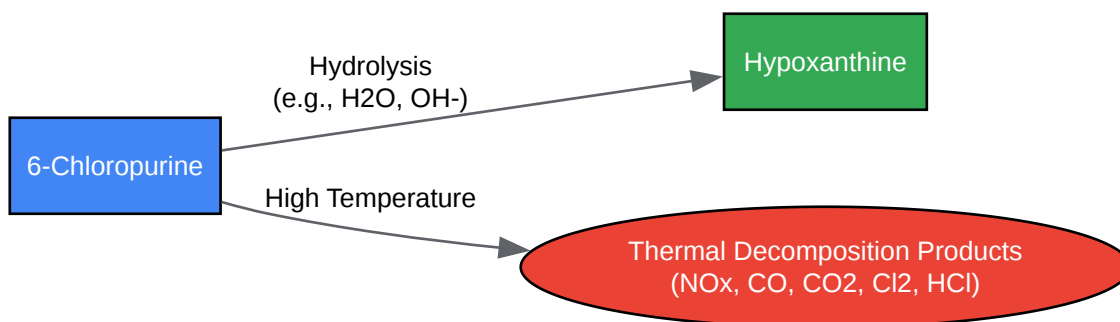 6-Chloropurine
Hydrolysis
(e.g., H2O, OH-)
Hypoxanthine
High Temperature
Thermal Decomposition Products
(NOx, CO, CO2, Cl2, HCl)